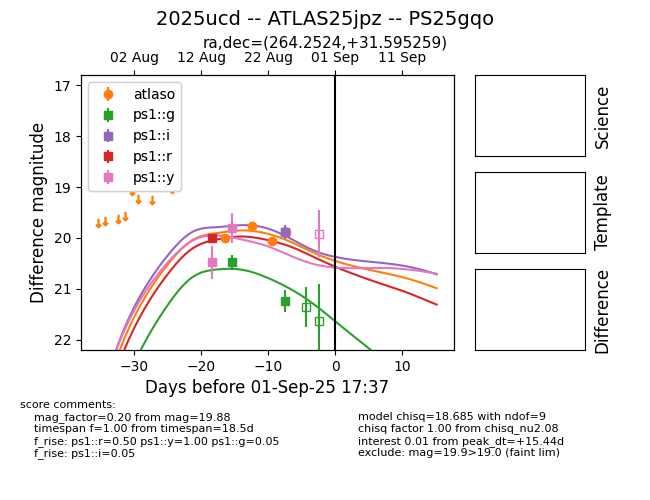 2025ucd -- ATLAS25jpz -- PS25gqo
ra,dec=(264.2524,+31.595259)
02 Aug 12 Aug 22 Aug 01 Sep 11 Sep
17
18
19
20
21
22
Difference magnitude
atlaso
ps1::g
ps1::i
ps1::r
ps1::y
−30 −20 −10 0 10
Days before 01-Sep-25 17:37
Science
Template
Difference
score comments:
mag_factor=0.20 from mag=19.88
timespan f=1.00 from timespan=18.5d
f_rise: ps1::r=0.50 ps1::y=1.00 ps1::g=0.05
f_rise: ps1::i=0.05
model chisq=18.685 with ndof=9
chisq factor 1.00 from chisq_nu2.08
interest 0.01 from peak_dt=+15.44d
exclude: mag=19.9>19.0 (faint lim)